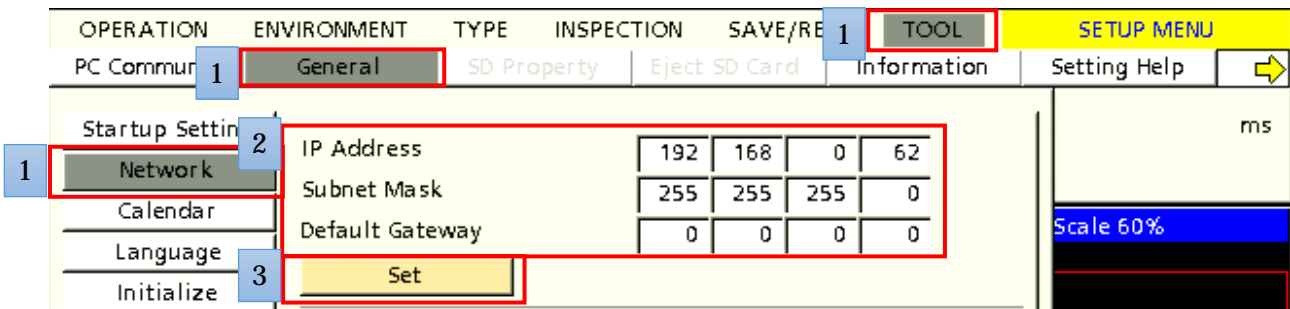 OPERATION ENVIRONMENT TYPE INSPECTION SAVE/RE 1 TOOL SETUP MENU
PC Commun 1 General SD Property Eject SD Card Information Setting Help
Startup Settin
ms
2 IP Address 192 168 0 62
1 Network
Subnet Mask 255 255 255 0
Calendar
Default Gateway 0 0 0 0
Scale 60%
Language
3 Set
Initialize